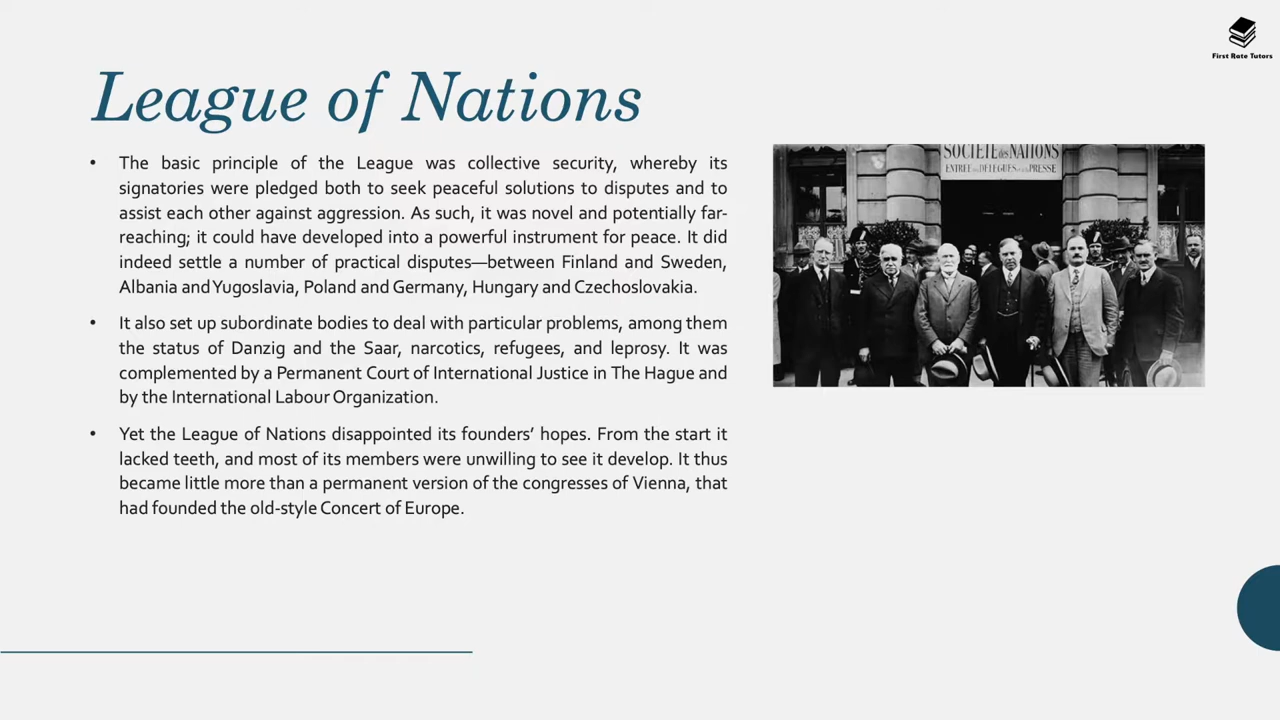 First Rate Tutors
League of Nations
• The basic principle of the League was collective security, whereby its
signatories were pledged both to seek peaceful solutions to disputes and to
assist each other against aggression. As such, it was novel and potentially far-
reaching; it could have developed into a powerful instrument for peace. It did
indeed settle a number of practical disputes—between Finland and Sweden,
Albania and Yugoslavia, Poland and Germany, Hungary and Czechoslovakia.
• It also set up subordinate bodies to deal with particular problems, among them
the status of Danzig and the Saar, narcotics, refugees, and leprosy. It was
complemented by a Permanent Court of International Justice in The Hague and
by the International Labour Organization.
• Yet the League of Nations disappointed its founders’ hopes. From the start it
lacked teeth, and most of its members were unwilling to see it develop. It thus
became little more than a permanent version of the congresses of Vienna, that
had founded the old-style Concert of Europe.
SOCIÉTÉ des NATIONS
ENTRÉE des DÉLÉGUÉS et de la PRESSE